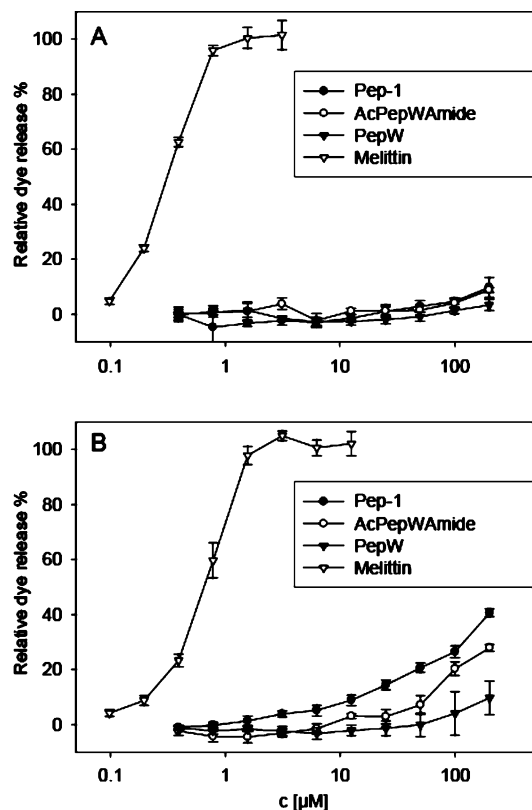 A
Relative dye release %
100
80
60
40
20
0
Pep-1
AcPepWAmide
PepW
Melittin
0.1
1
10
100
B
Relative dye release %
100
80
60
40
20
0
Pep-1
AcPepWAmide
PepW
Melittin
0.1
1
10
100
c [µM]